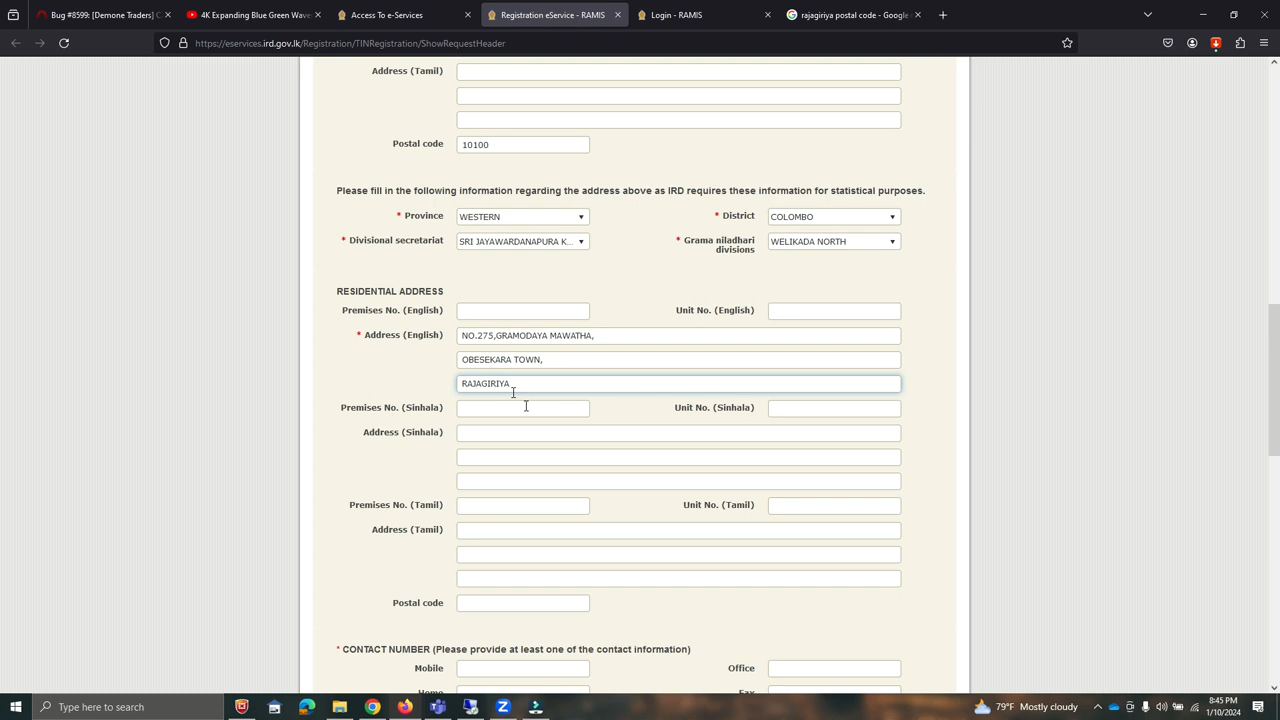 Bug #8599: [Demo Traders] C
4K Expanding Blue Green Wave
Access To e-Services
Registration eService - RAMIS
Login - RAMIS
rajagiriya postal code - Google
https://eservices.ird.gov.lk/Registration/TINRegistration/ShowRequestHeader
Address (Tamil)
Postal code 10100
Please fill in the following information regarding the address above as IRD requires these information for statistical purposes.
* Province WESTERN * District COLOMBO
* Divisional secretariat SRI JAYAWARDANAPURA K... * Grama niladhari divisions WELIKADA NORTH
RESIDENTIAL ADDRESS
Premises No. (English) Unit No. (English)
* Address (English) NO.275,GRAMODAYA MAWATHA,
OBESEKARA TOWN,
RAJAGIRIYA
Premises No. (Sinhala) Unit No. (Sinhala)
Address (Sinhala)
Premises No. (Tamil) Unit No. (Tamil)
Address (Tamil)
Postal code
* CONTACT NUMBER (Please provide at least one of the contact information)
Mobile Office
Home Fax
Type here to search
79°F Mostly cloudy
8:45 PM
1/10/2024